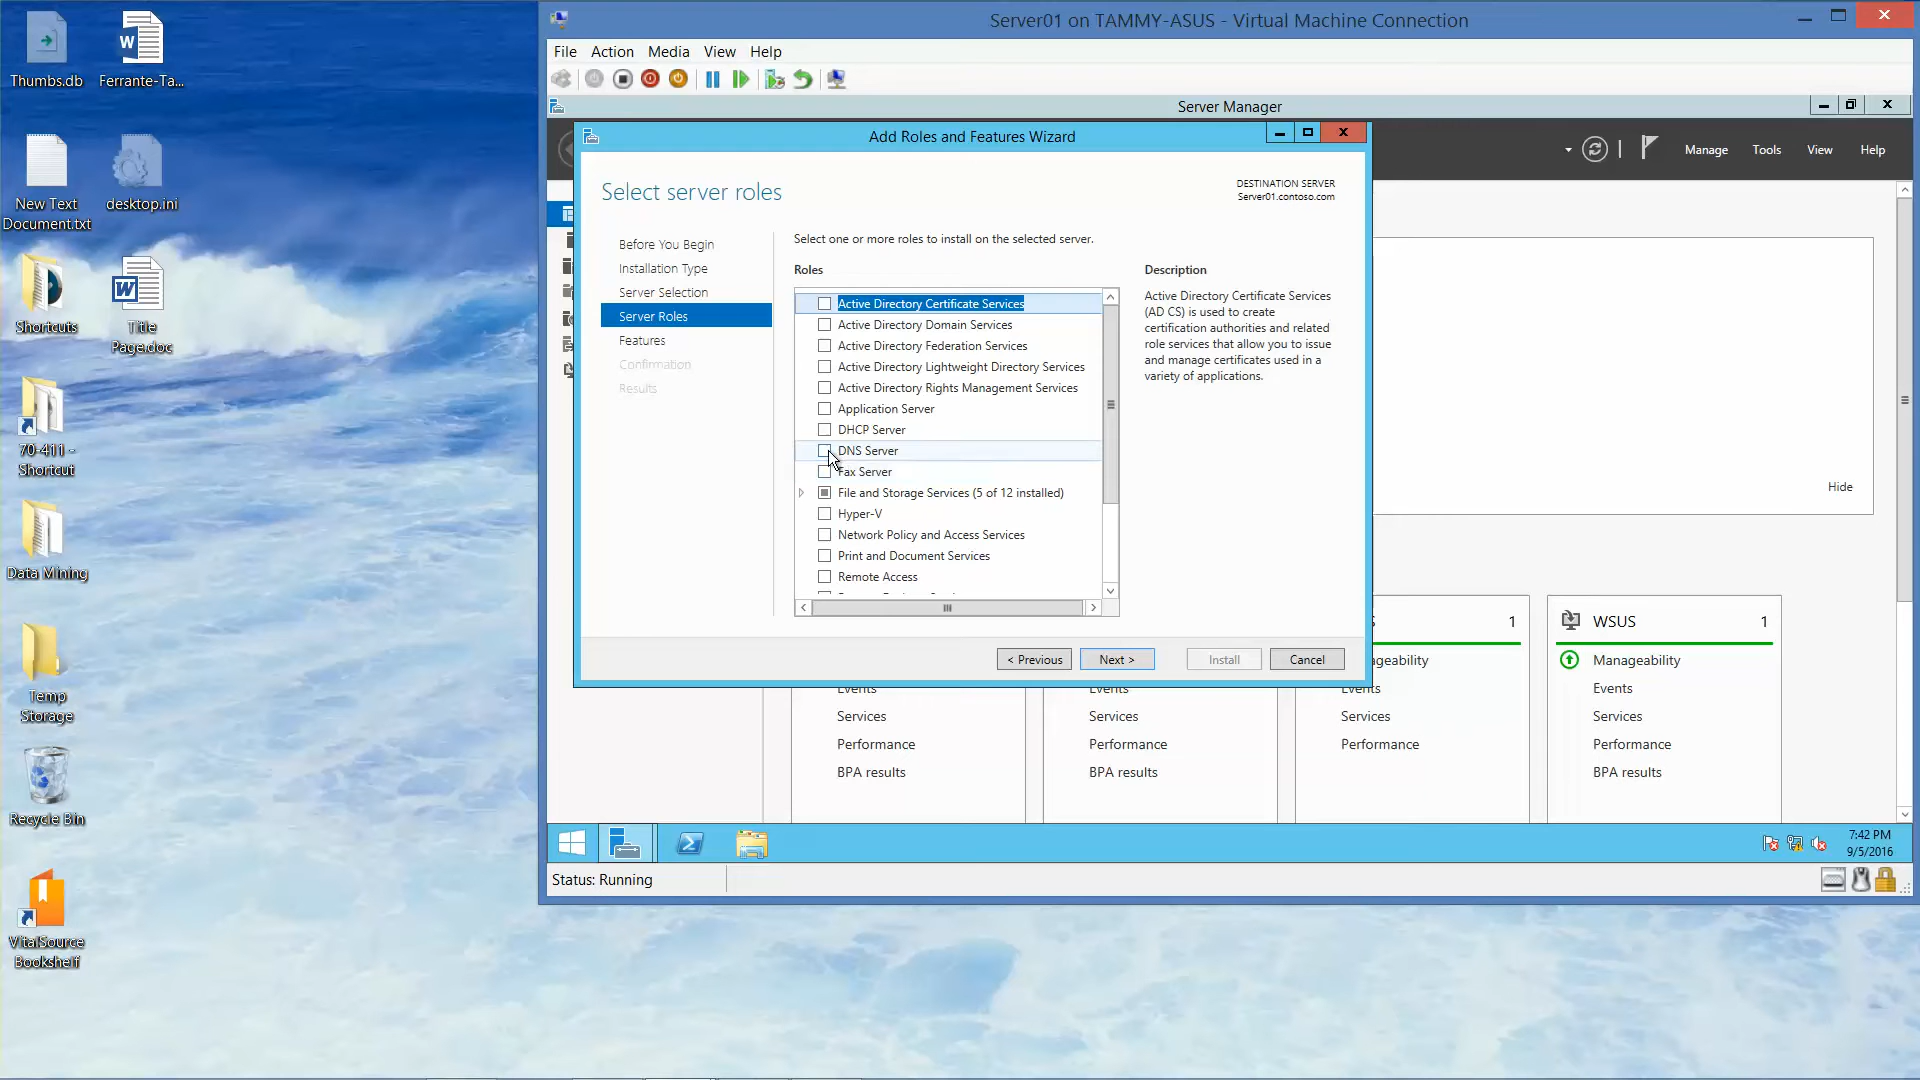 Thumbs.db
Ferrante-Ta...
New Text
Document.txt
desktop.ini
Shortcuts
Title
Page.doc
70-411 -
Shortcut
Data Mining
Temp
Storage
Recycle Bin
VitalSource
Bookshelf
Server01 on TAMMY-ASUS - Virtual Machine Connection
File Action Media View Help
Server Manager
Manage Tools View Help
Add Roles and Features Wizard
Select server roles
DESTINATION SERVER
Server01.contoso.com
Before You Begin
Installation Type
Server Selection
Server Roles
Features
Confirmation
Results
Select one or more roles to install on the selected server.
Roles
Active Directory Certificate Services
Active Directory Domain Services
Active Directory Federation Services
Active Directory Lightweight Directory Services
Active Directory Rights Management Services
Application Server
DHCP Server
DNS Server
Fax Server
File and Storage Services (5 of 12 installed)
Hyper-V
Network Policy and Access Services
Print and Document Services
Remote Access
Description
Active Directory Certificate Services
(AD CS) is used to create
certification authorities and related
role services that allow you to issue
and manage certificates used in a
variety of applications.
< Previous
Next >
Install
Cancel
Hide
Events
Services
Performance
BPA results
Events
Services
Performance
BPA results
1
Events
Services
Performance
WSUS 1
Manageability
Events
Services
Performance
BPA results
7:42 PM
9/5/2016
Status: Running